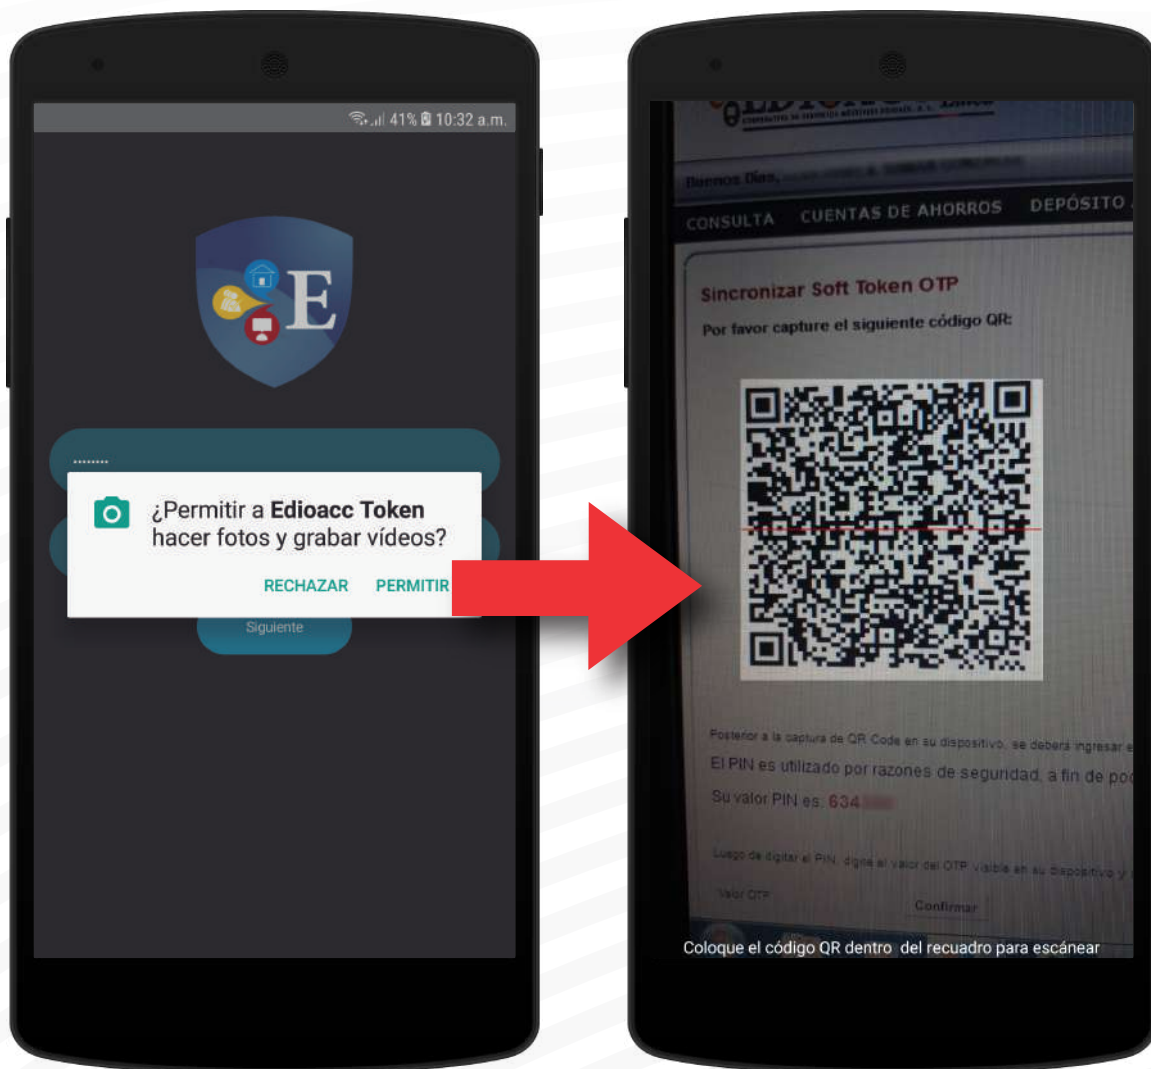 41% 10:32 a.m.
E
........
¿Permitir a Edioacc Token
hacer fotos y grabar vídeos?
RECHAZAR PERMITIR
Siguiente
Buenos Días,
CONSULTA CUENTAS DE AHORROS DEPÓSITO
Sincronizar Soft Token OTP
Por favor capture el siguiente código QR:
Posterior a la captura de QR Code en su dispositivo, se deberá ingresar e
El PIN es utilizado por razones de seguridad, a fin de pod
Su valor PIN es: 634
Luego de digitar el PIN, digite el valor del OTP visible en su dispositivo y
Valor OTP
Confirmar
Coloque el código QR dentro del recuadro para escánear